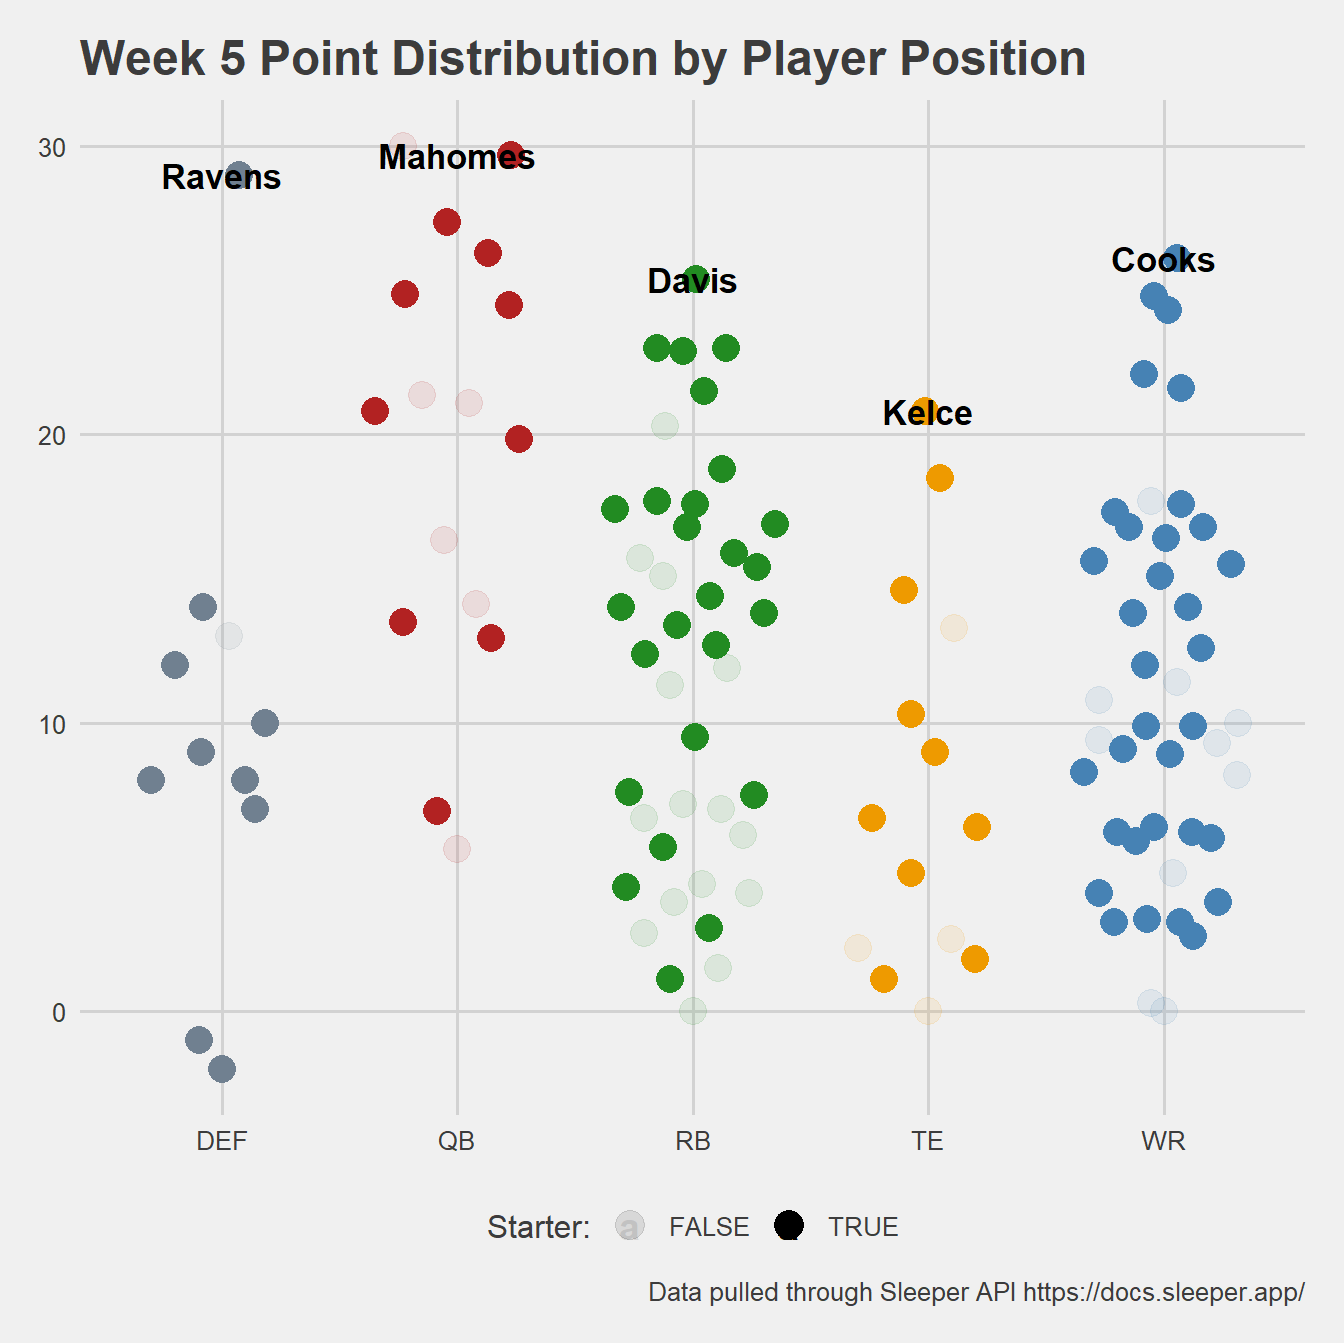 Week 5 Point Distribution by Player Position
30
Ravens
Mahomes
Davis
Cooks
20
Kelce
10
0
DEF QB RB TE WR
Starter: a FALSE a TRUE
Data pulled through Sleeper API https://docs.sleeper.app/